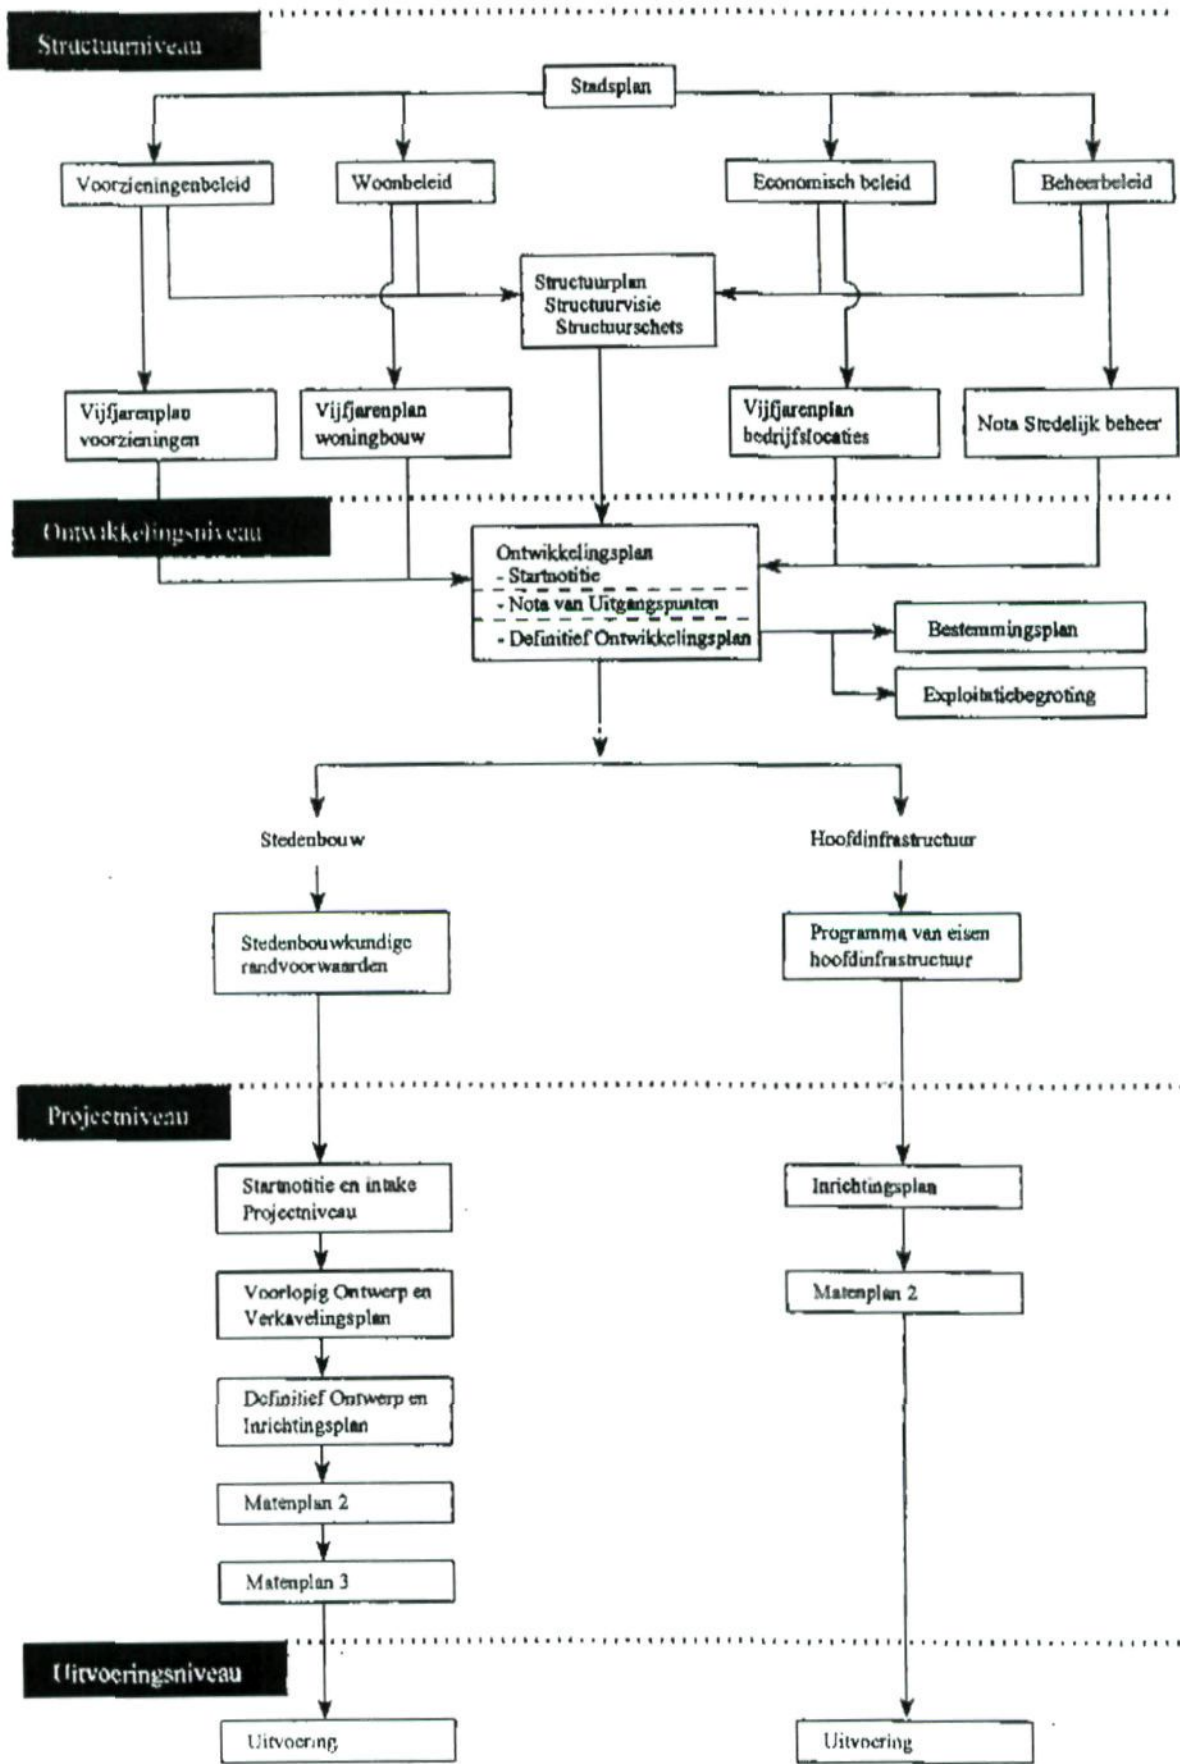 Structuurniveau
Stadsplan
Voorzieningenbeleid
Woonbeleid
Economisch beleid
Beheerbeleid
Structuurplan
Structuurvisie
Structuurschets
Vijfjarenplan
voorzieningen
Vijfjarenplan
woningbouw
Vijfjarenplan
bedrijfslocaties
Nota Stedelijk beheer
Ontwikkelingsniveau
Ontwikkelingsplan
- Startnotitie
- Nota van Uitgangspunten
- Definitief Ontwikkelingsplan
Bestemmingsplan
Exploitatiebegroting
Stedenbouw
Hoofdinfrastructuur
Stedenbouwkundige
randvoorwaarden
Programma van eisen
hoofdinfrastructuur
Projectniveau
Startnotitie en intake
Projectniveau
Inrichtingsplan
Voorlopig Ontwerp en
Verkavelingsplan
Matenplan 2
Definitief Ontwerp en
Inrichtingsplan
Matenplan 2
Matenplan 3
Uitvoeringsniveau
Uitvoering
Uitvoering